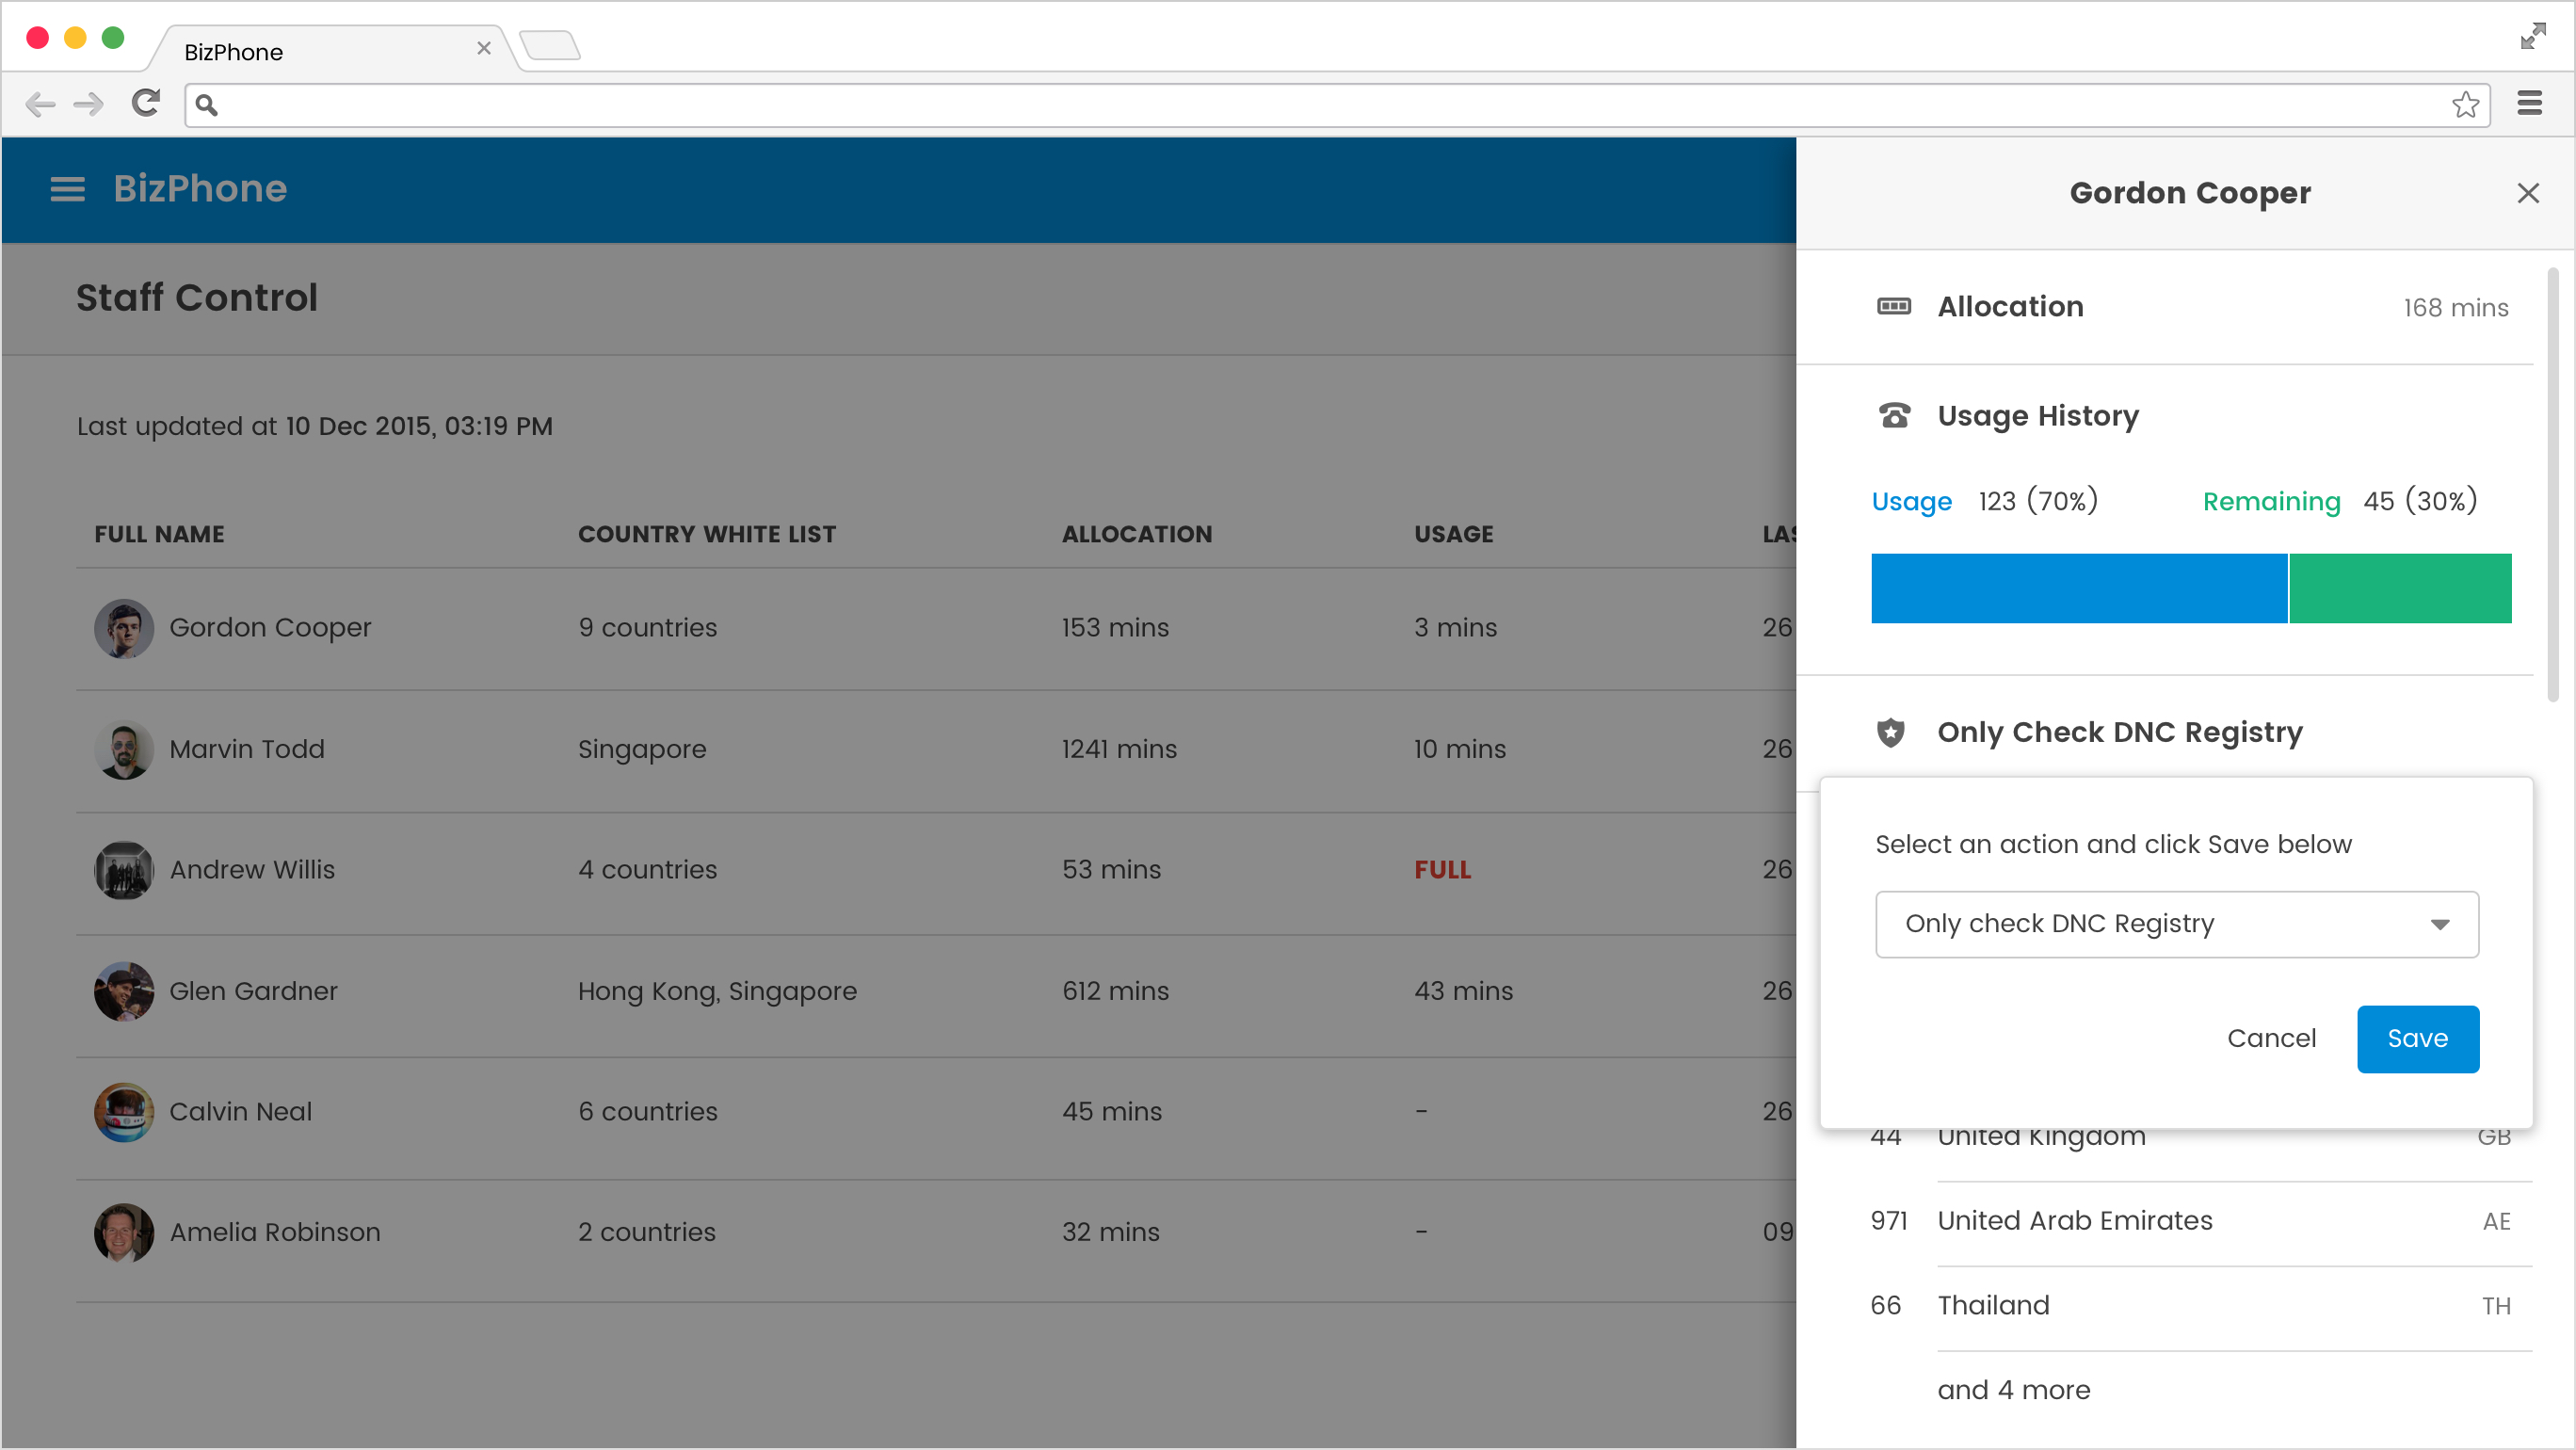 BizPhone
BizPhone
Staff Control
Last updated at 10 Dec 2015, 03:19 PM
FULL NAME COUNTRY WHITE LIST ALLOCATION USAGE
Gordon Cooper 9 countries 153 mins 3 mins 26
Marvin Todd Singapore 1241 mins 10 mins 26
Andrew Willis 4 countries 53 mins FULL 26
Glen Gardner Hong Kong, Singapore 612 mins 43 mins 26
Calvin Neal 6 countries 45 mins - 26
Amelia Robinson 2 countries 32 mins - 09
Gordon Cooper
Allocation 168 mins
Usage History
Usage 123 (70%) Remaining 45 (30%)
Only Check DNC Registry
Select an action and click Save below
Only check DNC Registry
Cancel Save
44 United Kingdom GB
971 United Arab Emirates AE
66 Thailand TH
and 4 more